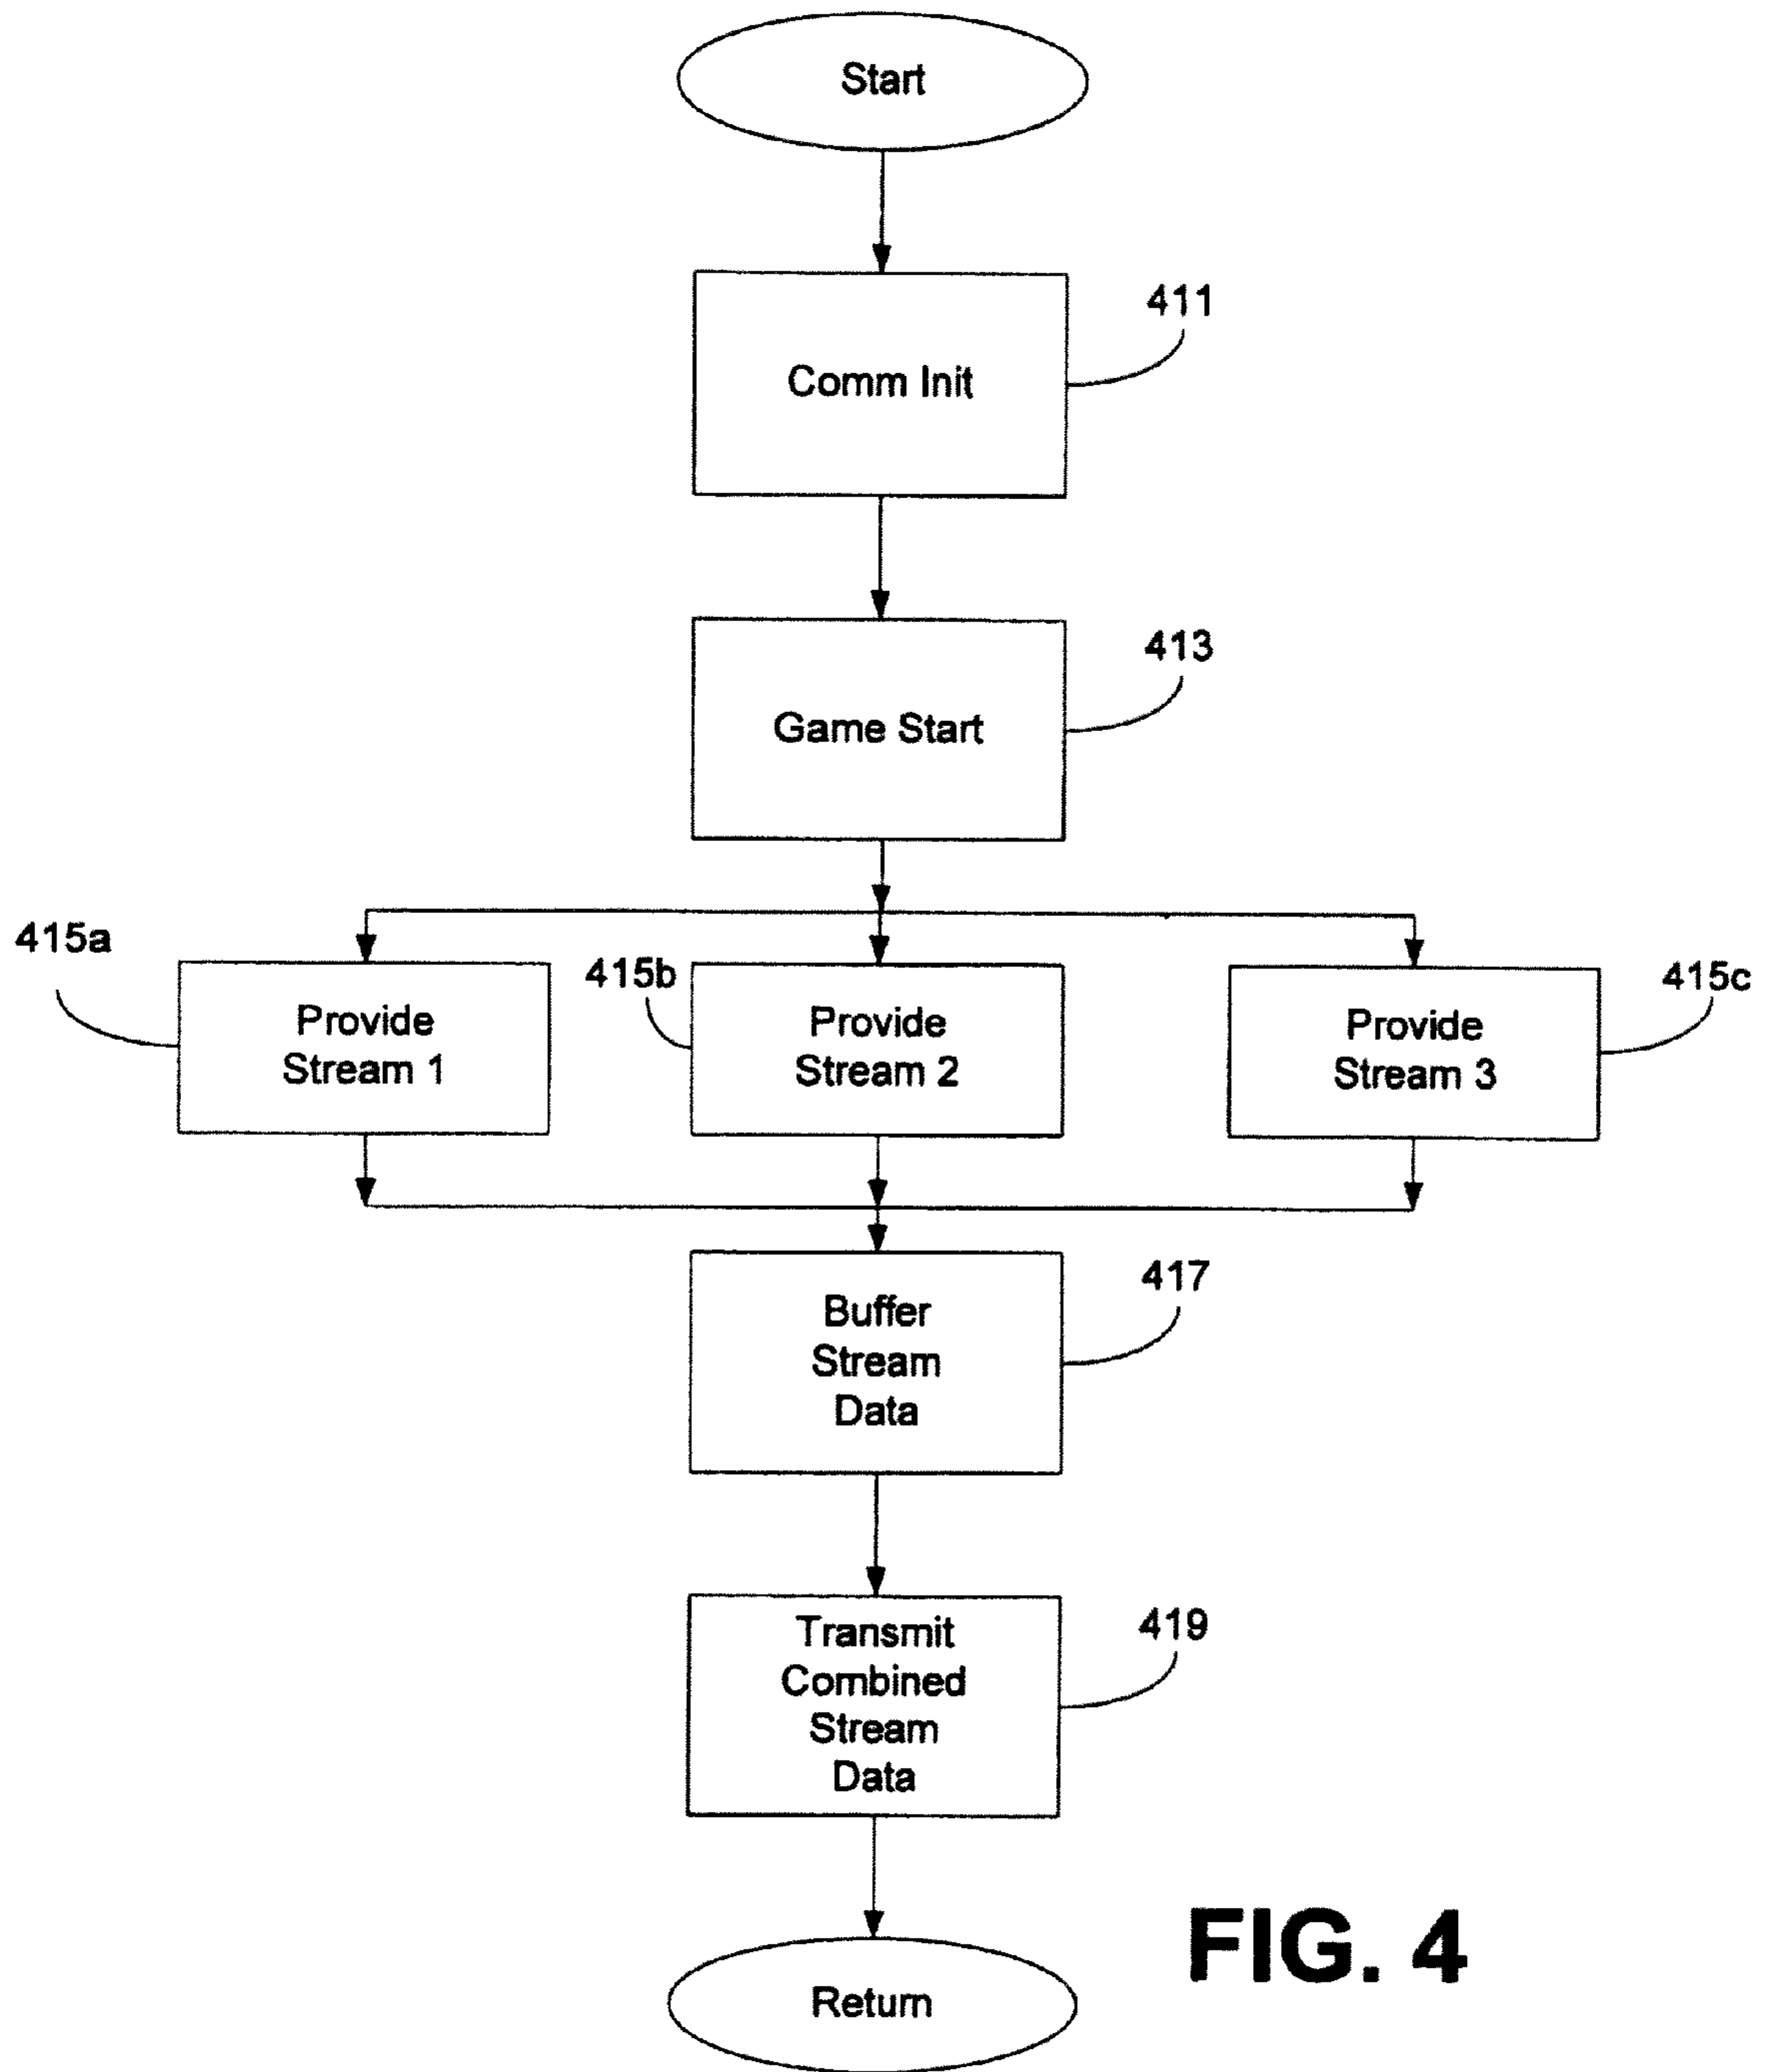 Start
411
Comm Init
413
Game Start
415a
Provide
Stream 1
415b
Provide
Stream 2
415c
Provide
Stream 3
417
Buffer
Stream
Data
419
Transmit
Combined
Stream
Data
Return
FIG. 4